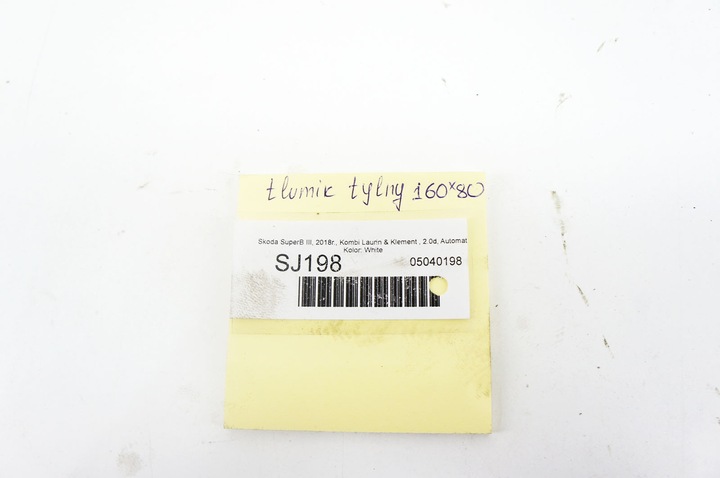 tlumik tylny 160x80
Skoda SuperB III, 2018r., Kombi Laurin & Klement , 2.0d, Automat
Kolor: White
SJ198 05040198